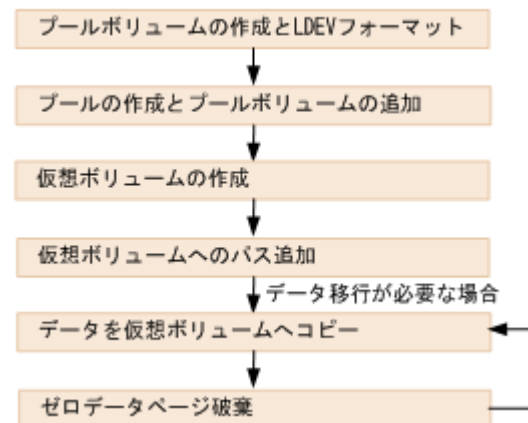 プールボリュームの作成とLDEVフォーマット
プールの作成とプールボリュームの追加
仮想ボリュームの作成
仮想ボリュームへのパス追加
データ移行が必要な場合
データを仮想ボリュームへコピー
ゼロデータページ破棄